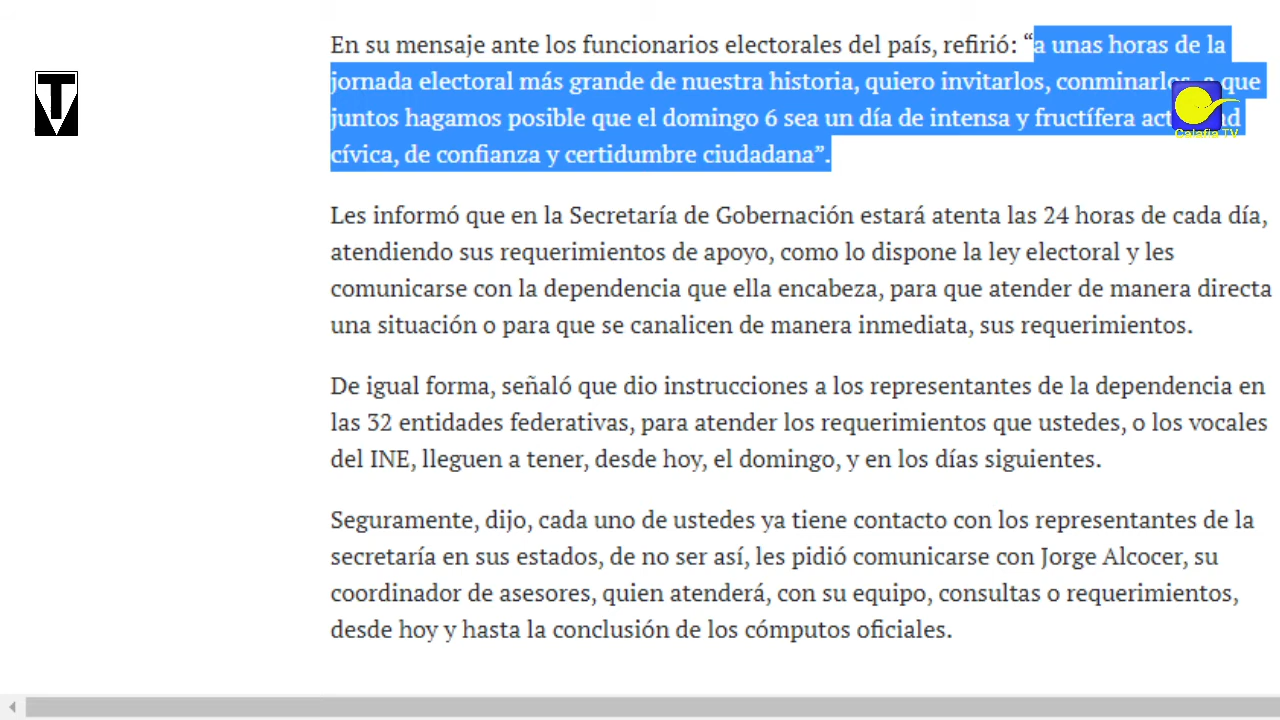 En su mensaje ante los funcionarios electorales del país, refirió: “a unas horas de la
jornada electoral más grande de nuestra historia, quiero invitarlos, conminarlos, a que
juntos hagamos posible que el domingo 6 sea un día de intensa y fructífera actividad
cívica, de confianza y certidumbre ciudadana”.
Calafia TV
Les informó que en la Secretaría de Gobernación estará atenta las 24 horas de cada día,
atendiendo sus requerimientos de apoyo, como lo dispone la ley electoral y les
comunicarse con la dependencia que ella encabeza, para que atender de manera directa
una situación o para que se canalicen de manera inmediata, sus requerimientos.
De igual forma, señaló que dio instrucciones a los representantes de la dependencia en
las 32 entidades federativas, para atender los requerimientos que ustedes, o los vocales
del INE, lleguen a tener, desde hoy, el domingo, y en los días siguientes.
Seguramente, dijo, cada uno de ustedes ya tiene contacto con los representantes de la
secretaría en sus estados, de no ser así, les pidió comunicarse con Jorge Alcocer, su
coordinador de asesores, quien atenderá, con su equipo, consultas o requerimientos,
desde hoy y hasta la conclusión de los cómputos oficiales.